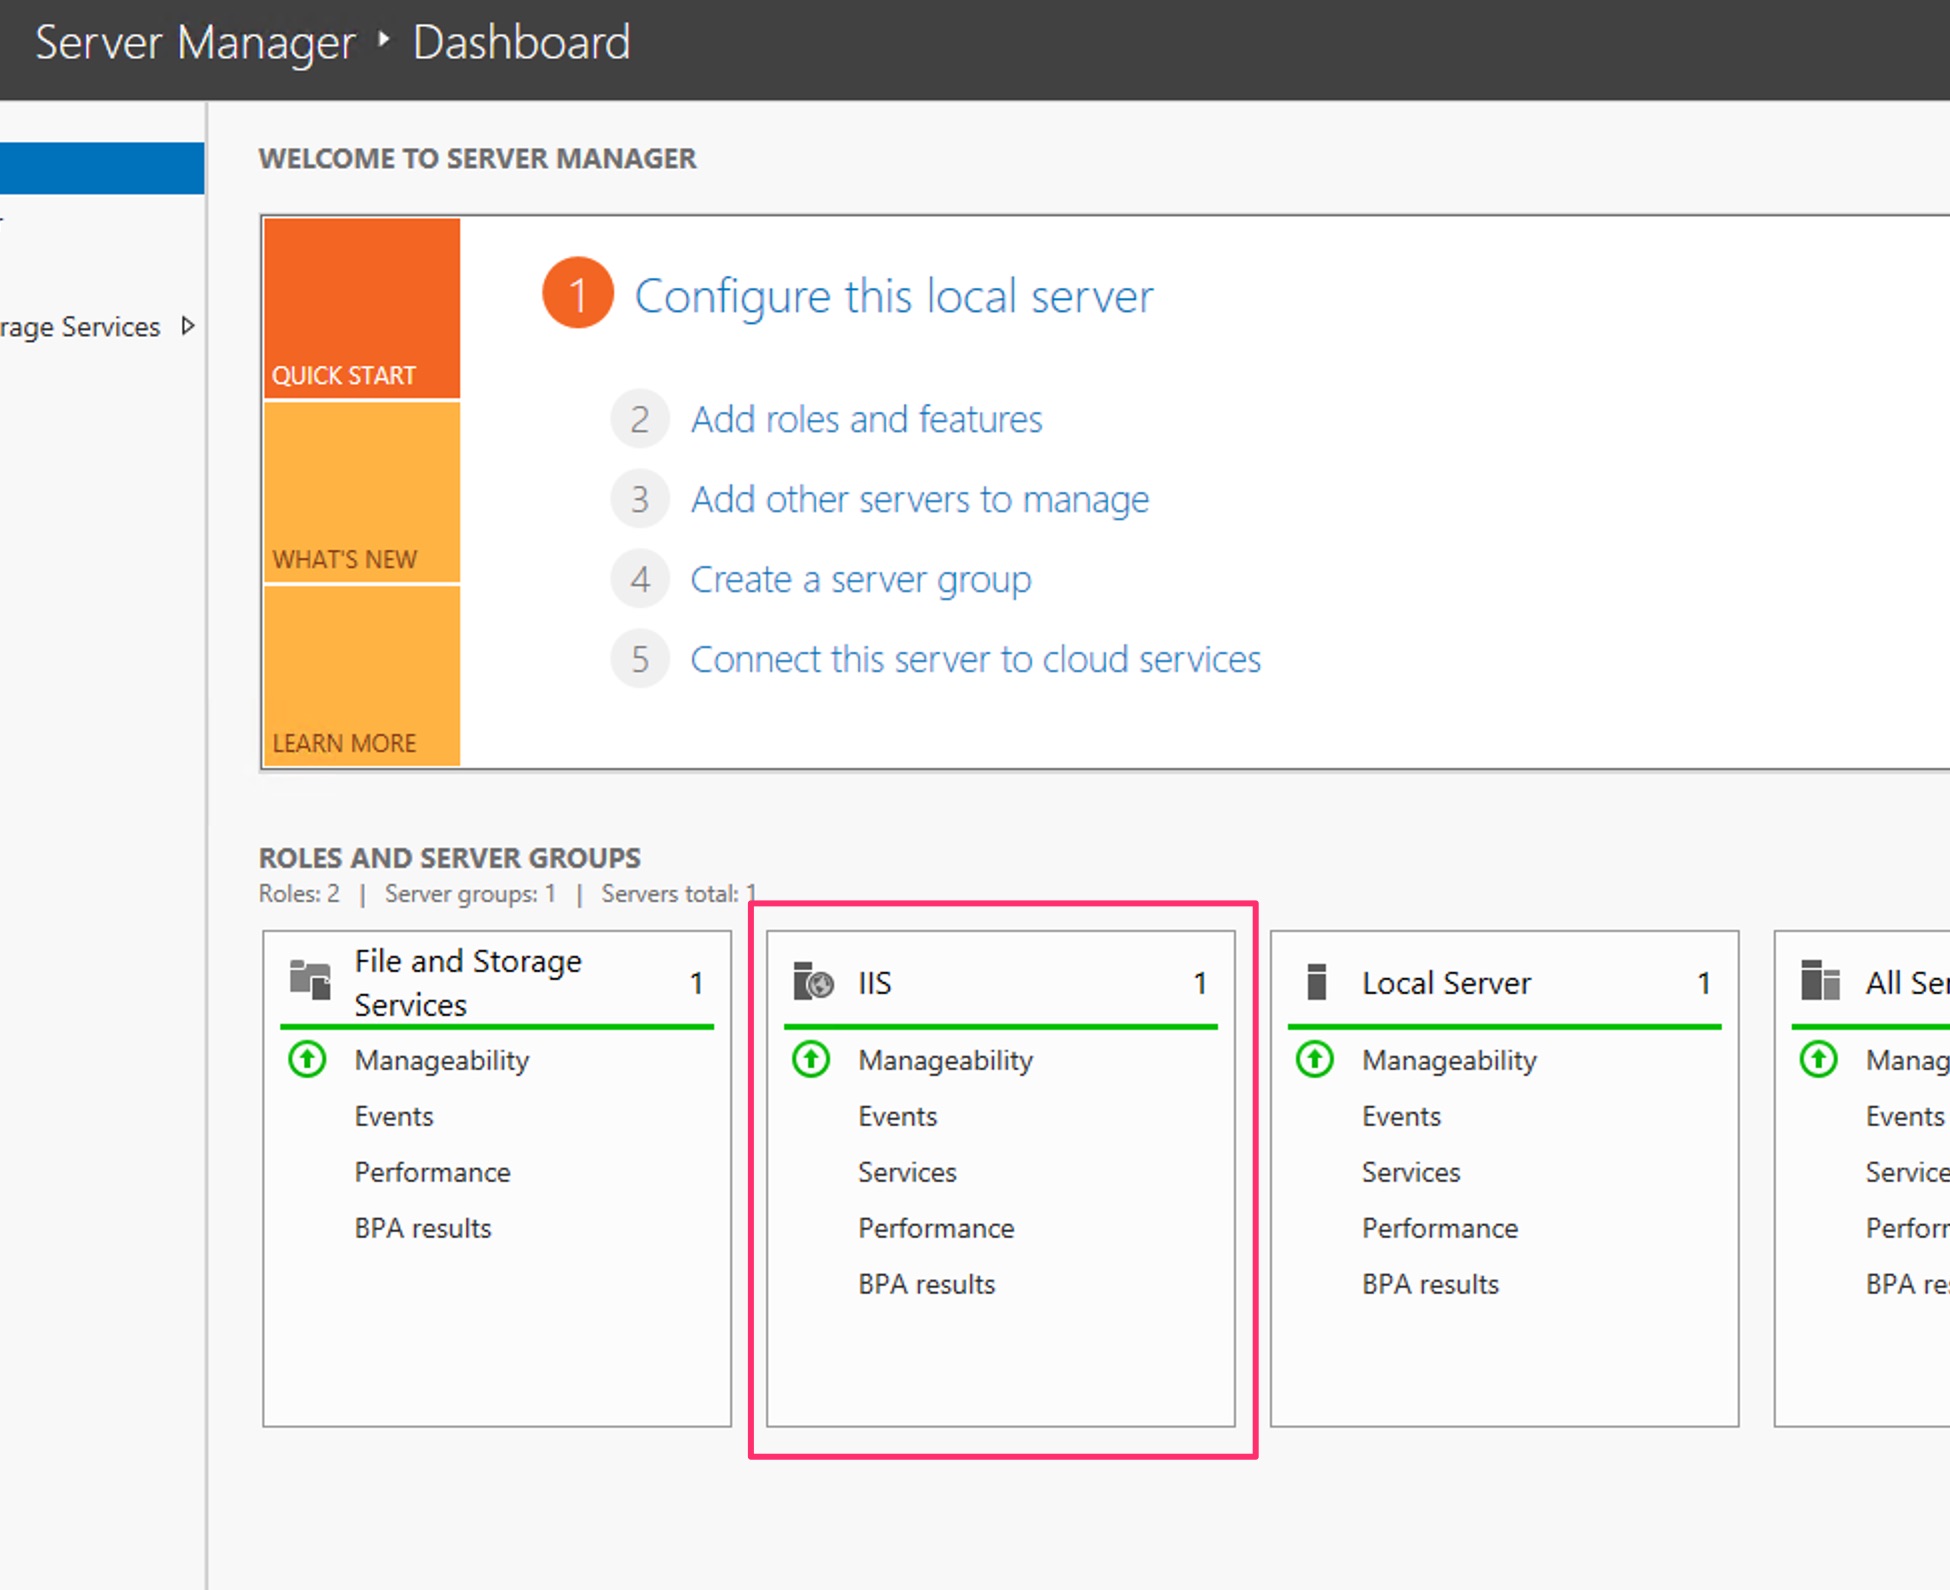 Server Manager ‣ Dashboard
WELCOME TO SERVER MANAGER
rage Services
QUICK START
WHAT'S NEW
LEARN MORE
1 Configure this local server
2 Add roles and features
3 Add other servers to manage
4 Create a server group
5 Connect this server to cloud services
ROLES AND SERVER GROUPS
Roles: 2 | Server groups: 1 | Servers total: 1
File and Storage
Services 1
Manageability
Events
Performance
BPA results
IIS 1
Manageability
Events
Services
Performance
BPA results
Local Server 1
Manageability
Events
Services
Performance
BPA results
All Ser
Manag
Events
Service
Perfor
BPA re